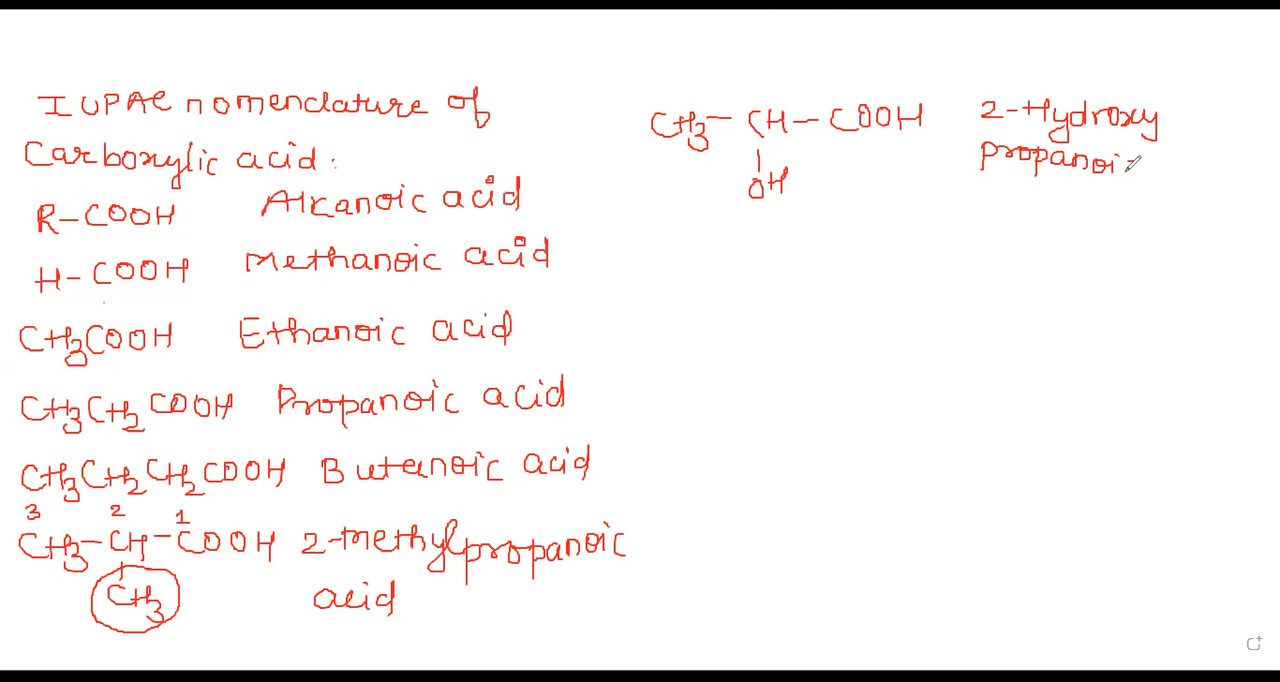 IUPAC nomenclature of
Carboxylic acid:
R-COOH Alkanoic acid
H-COOH Methanoic acid
CH3COOH Ethanoic acid
CH3CH2COOH Propanoic acid
CH3CH2CH2COOH Butanoic acid
3 2 1
CH3-CH-COOH 2-methylpropanoic
CH3 acid
CH3-CH-COOH 2-Hydroxy
OH propanoi